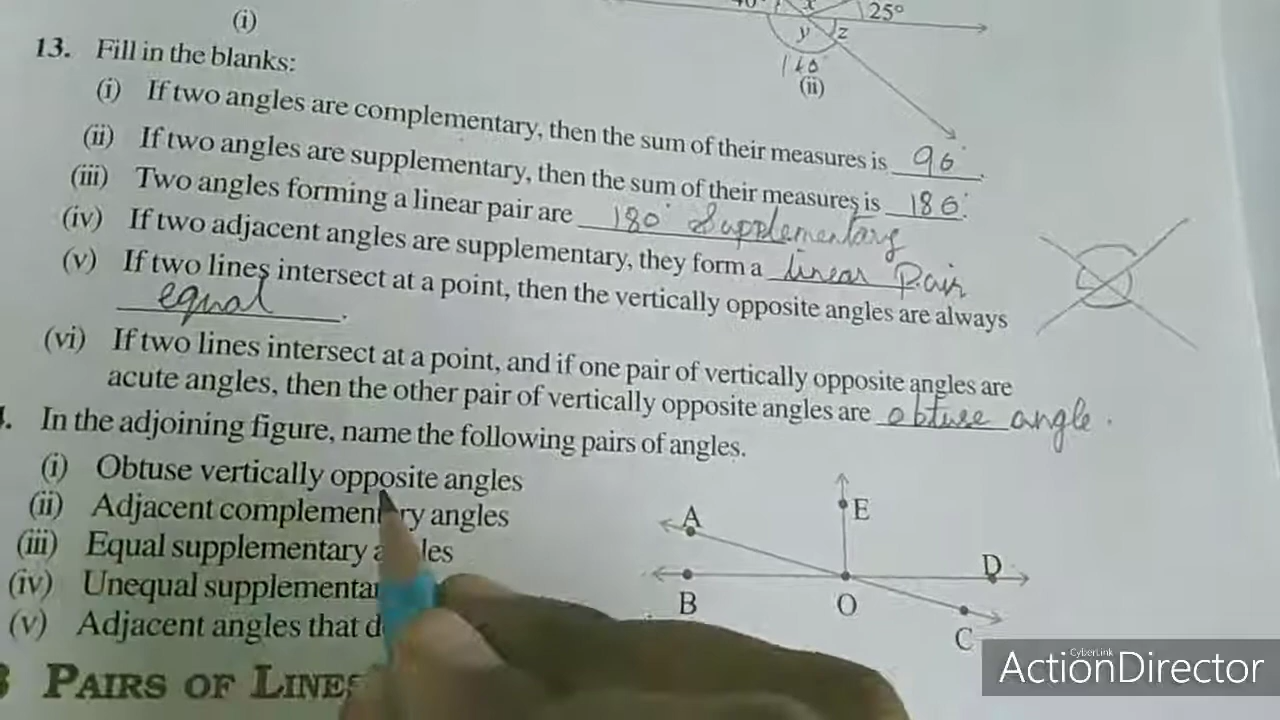 (i)
x
25°
y
z
(ii)
13. Fill in the blanks:
(i) If two angles are complementary, then the sum of their measures is 90°.
(ii) If two angles are supplementary, then the sum of their measures is 180°.
(iii) Two angles forming a linear pair are 180° Supplementary
(iv) If two adjacent angles are supplementary, they form a linear Pair
(v) If two lines intersect at a point, then the vertically opposite angles are always
equal.
(vi) If two lines intersect at a point, and if one pair of vertically opposite angles are
acute angles, then the other pair of vertically opposite angles are obtuse angle.
In the adjoining figure, name the following pairs of angles.
(i) Obtuse vertically opposite angles
(ii) Adjacent complementary angles
(iii) Equal supplementary
(iv) Unequal
(v) Adjacent angles that
A
E
D
B
O
C
PAIRS OF LINES
CyberLink
ActionDirector